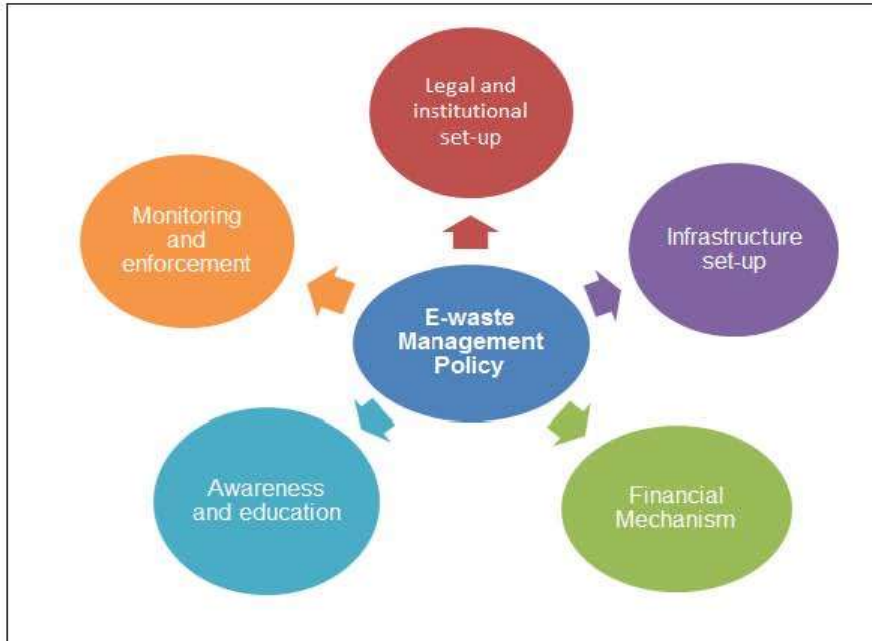 Legal and
institutional
set-up
Monitoring
and
enforcement
Infrastructure
set-up
E-waste
Management
Policy
Awareness
and education
Financial
Mechanism